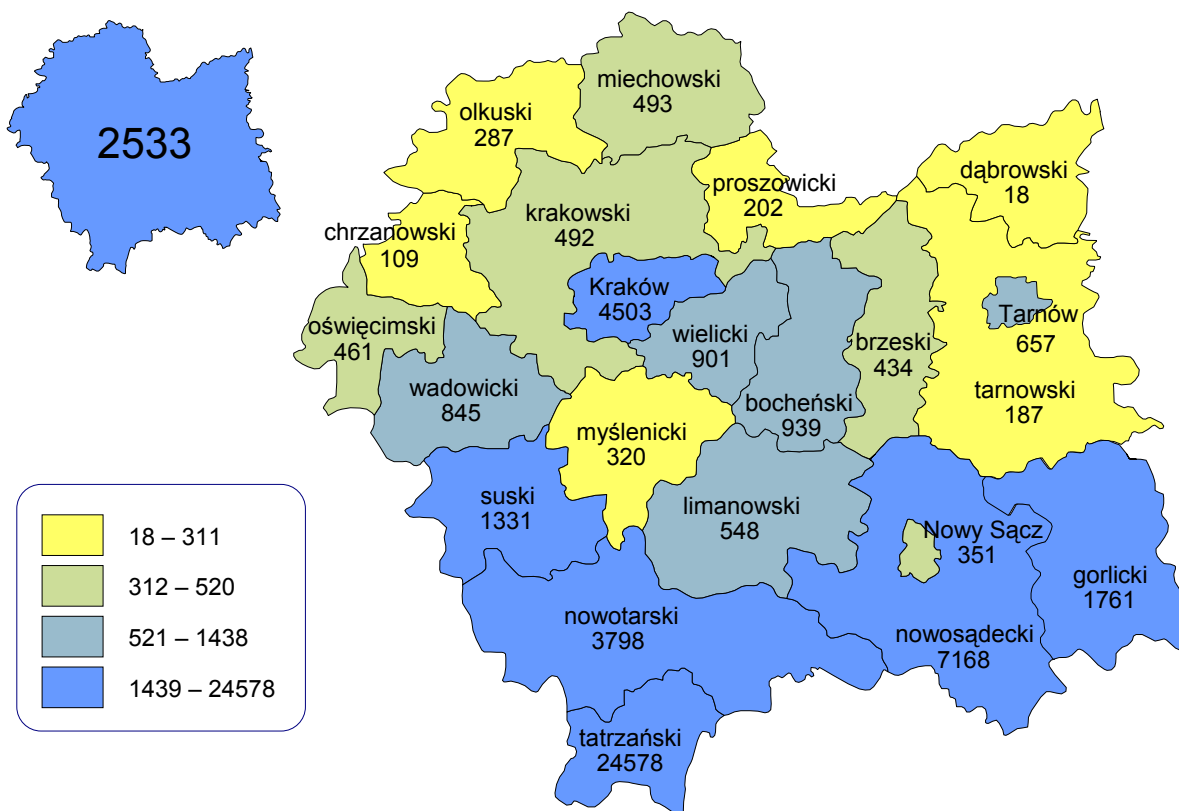 2533
miechowski
493
olkuski
287
proszowicki
202
dąbrowski
18
krakowski
492
chrzanowski
109
Kraków
4503
Tarnów
657
oświęcimski
461
wielicki
901
brzeski
434
wadowicki
845
bocheński
939
tarnowski
187
myślenicki
320
suski
1331
limanowski
548
Nowy Sącz
351
gorlicki
1761
nowotarski
3798
nowosądecki
7168
tatrzański
24578
18 – 311
312 – 520
521 – 1438
1439 – 24578